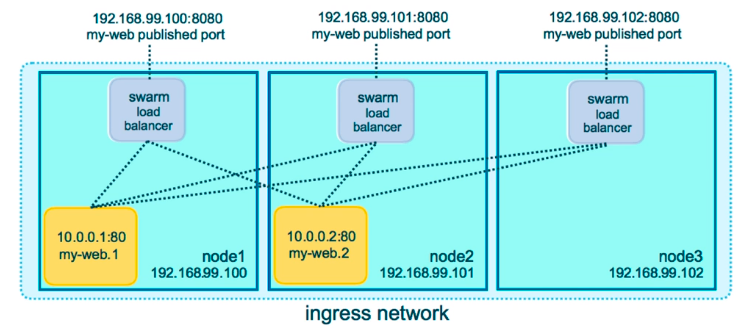 192.168.99.100:8080
my-web published port
192.168.99.101:8080
my-web published port
192.168.99.102:8080
my-web published port
swarm
load
balancer
swarm
load
balancer
swarm
load
balancer
10.0.0.1:80
my-web.1
node1
192.168.99.100
10.0.0.2:80
my-web.2
node2
192.168.99.101
node3
192.168.99.102
ingress network